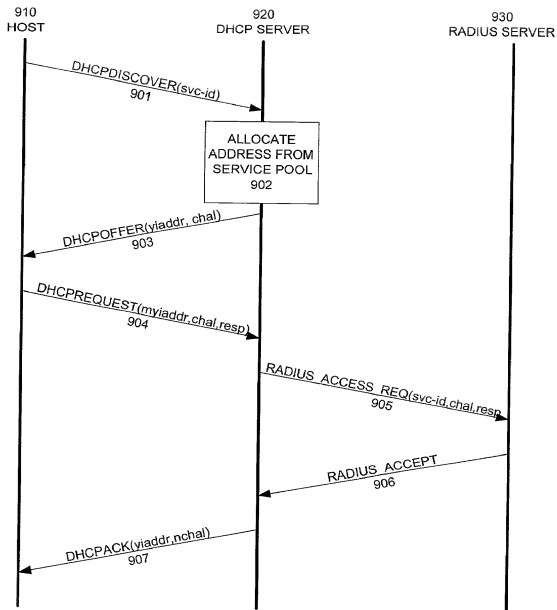 910
HOST
920
DHCP SERVER
930
RADIUS SERVER
DHCPDISCOVER(svc-id)
901
ALLOCATE
ADDRESS FROM
SERVICE POOL
902
DHCPOFFER(yiaddr, chal)
903
DHCPREQUEST(myiaddr,chal,resp)
904
RADIUS_ACCESS_REQ(svc-id,chal,resp
905
RADIUS_ACCEPT
906
DHCPACK(yiaddr,nchal)
907